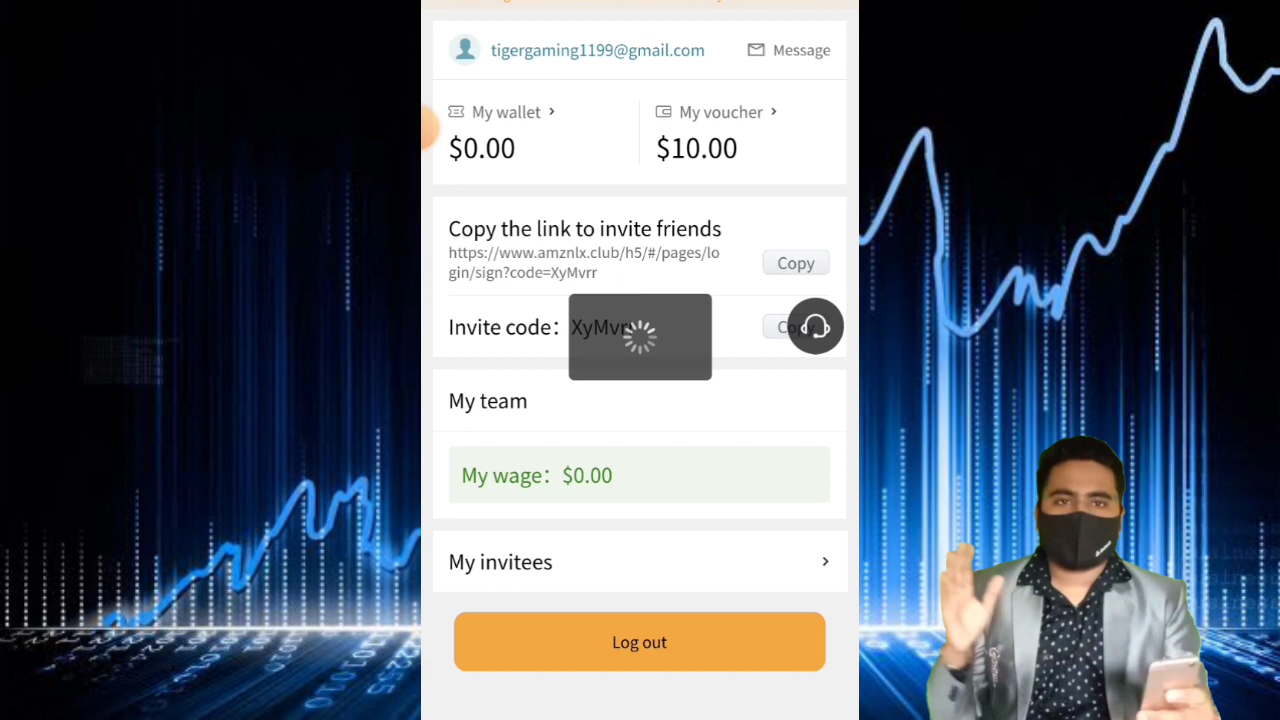 tigergaming1199@gmail.com
Message
My wallet >
My voucher >
$0.00
$10.00
Copy the link to invite friends
https://www.amznlx.club/h5/#/pages/lo
gin/sign?code=XyMvrr
Copy
Invite code： XyMvrr
My team
My wage： $0.00
My invitees
Log out